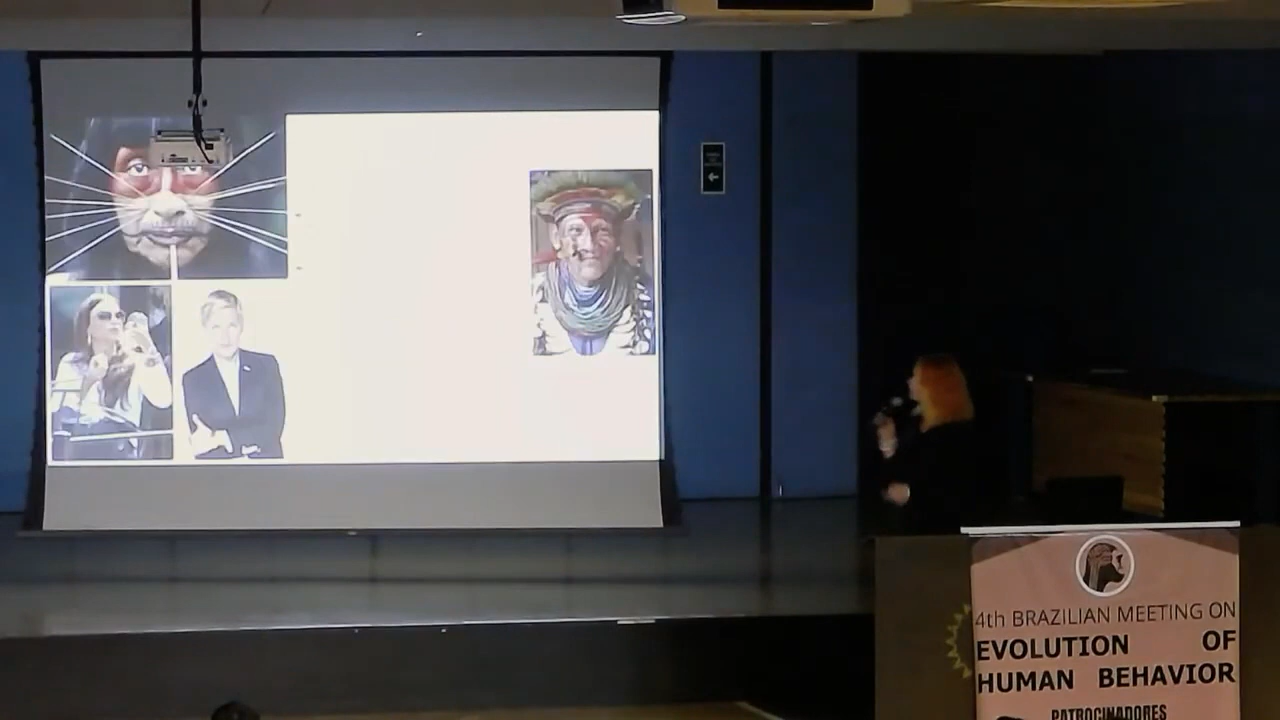 4th BRAZILIAN MEETING ON
EVOLUTION OF
HUMAN BEHAVIOR
PATROCINADORES